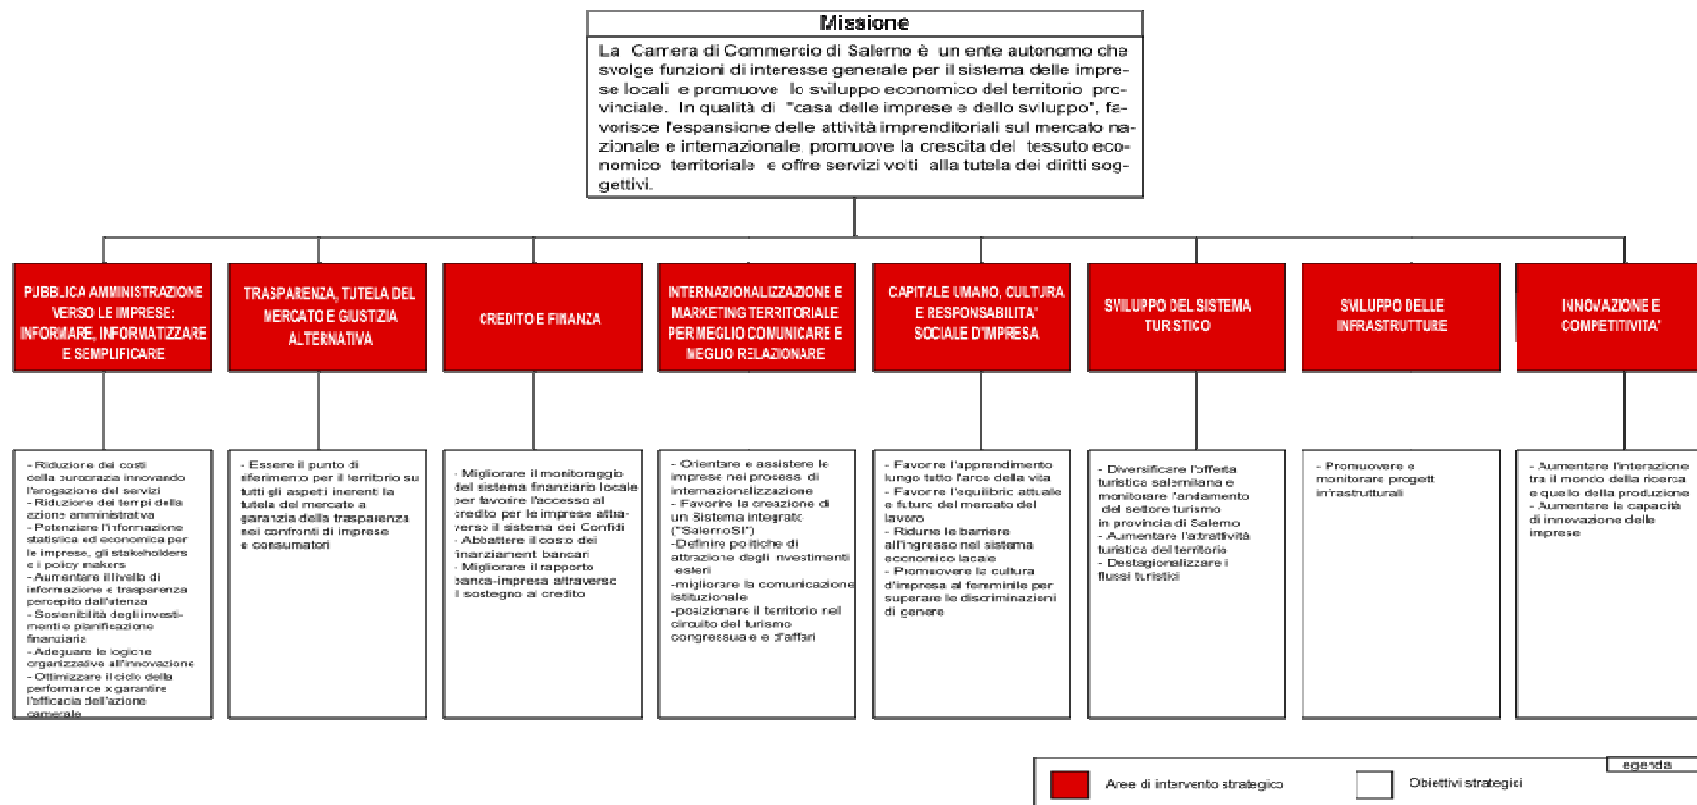 Missione
La Camera di Commercio di Salerno è un ente autonomo che
svolge funzioni di interesse generale per il sistema delle impre-
se locali e promuove lo sviluppo economico del territorio pro-
vinciale. In qualità di "casa delle imprese e dello sviluppo", fa-
vorisce l'espansione delle attività imprenditoriali sul mercato na-
zionale e internazionale, promuove la crescita del tessuto eco-
nomico territoriale e offre servizi volti alla tutela dei diritti sog-
gettivi.
PUBBLICA AMMINISTRAZIONE
VERSO LE IMPRESE:
INFORMARE, INFORMATIZZARE
E SEMPLIFICARE
TRASPARENZA, TUTELA DEL
MERCATO E GIUSTIZIA
ALTERNATIVA
CREDITO E FINANZA
INTERNAZIONALIZZAZIONE E
MARKETING TERRITORIALE
PER MEGLIO COMUNICARE E
MEGLIO RELAZIONARE
CAPITALE UMANO, CULTURA
E RESPONSABILITA'
SOCIALE D'IMPRESA
SVILUPPO DEL SISTEMA
TURISTICO
SVILUPPO DELLE
INFRASTRUTTURE
INNOVAZIONE E
COMPETITIVITA'
- Riduzione dei costi
della burocrazia innovando
l'erogazione dei servizi
- Riduzione dei tempi della
azione amministrativa
- Potenziare l'informazione
statistica ed economica per
le imprese, gli stakeholders
e i policy makers
- Aumentare il livello di
informazione e trasparenza
percepito dall'utenza
- Sostenibilità degli investi-
menti e pianificazione
finanziaria
- Adeguare le logiche
organizzative all'innovazione
- Ottimizzare il ciclo della
performance x garantire
l'efficacia dell'azione
camerale
- Essere il punto di
riferimento per il territorio su
tutti gli aspetti inerenti la
tutela del mercato a
garanzia della trasparenza
nei confronti di imprese
e consumatori
- Migliorare il monitoraggio
del sistema finanziario locale
per favorire l'accesso al
credito per le imprese attra-
verso il sistema dei Confidi
- Abbattere il costo dei
finanziamenti bancari
- Migliorare il rapporto
banca-impresa attraverso
il sostegno al credito
- Orientare e assistere le
imprese nei processi di
internazionalizzazione
- Favorire la creazione di
un Sistema integrato
("SalernoSI")
-Definire politiche di
attrazione degli investimenti
esteri
-migliorare la comunicazione
istituzionale
-posizionare il territorio nel
circuito del turismo
congressuale e d'affari
- Favorire l'apprendimento
lungo tutto l'arco della vita
- Favorire l'equilibrio attuale
e futuro del mercato del
lavoro
- Ridurre le barriere
all'ingresso nel sistema
economico locale
- Promuovere la cultura
d'impresa al femminile per
superare le discriminazioni
di genere
- Diversificare l'offerta
turistica salernitana e
monitorare l'andamento
del settore turismo
in provincia di Salerno
- Aumentare l'attrattività
turistica del territorio
- Destagionalizzare i
flussi turistici
- Promuovere e
monitorare progetti
infrastrutturali
- Aumentare l'interazione
tra il mondo della ricerca
e quello della produzione
- Aumentare la capacità
di innovazione delle
imprese
egenda
Aree di intervento strategico
Obiettivi strategici